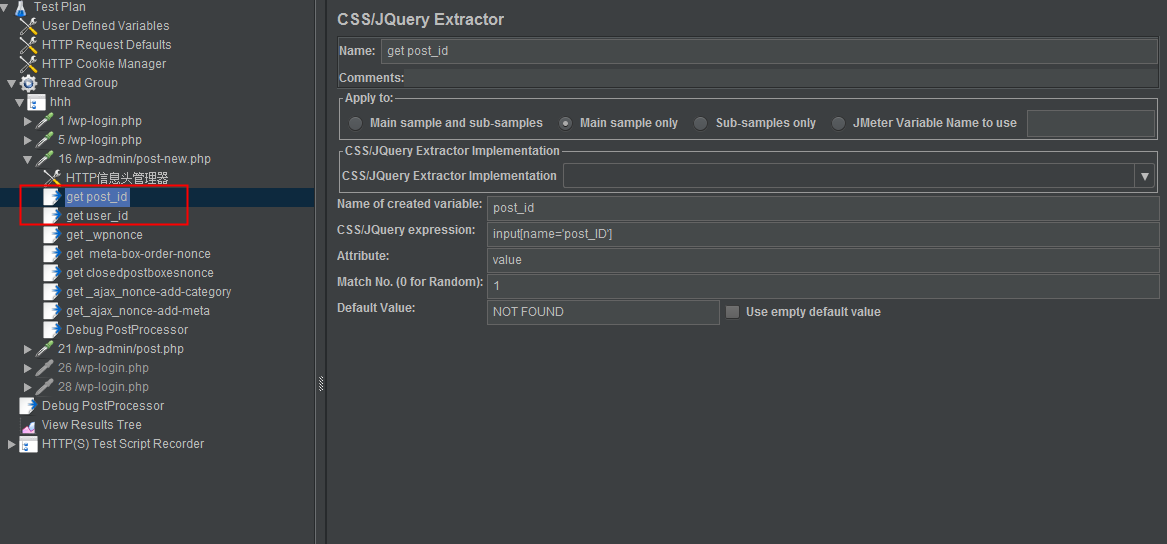 Test Plan
User Defined Variables
HTTP Request Defaults
HTTP Cookie Manager
Thread Group
hhh
1 /wp-login.php
5 /wp-login.php
16 /wp-admin/post-new.php
HTTP信息头管理器
get post_id
get user_id
get _wpnonce
get  meta-box-order-nonce
get closedpostboxesnonce
get _ajax_nonce-add-category
get_ajax_nonce-add-meta
Debug PostProcessor
21 /wp-admin/post.php
26 /wp-login.php
28 /wp-login.php
Debug PostProcessor
View Results Tree
HTTP(S) Test Script Recorder
CSS/JQuery Extractor
Name: get post_id
Comments:
Apply to:
Main sample and sub-samples Main sample only Sub-samples only JMeter Variable Name to use
CSS/JQuery Extractor Implementation
CSS/JQuery Extractor Implementation
Name of created variable: post_id
CSS/JQuery expression: input[name='post_ID']
Attribute: value
Match No. (0 for Random): 1
Default Value: NOT FOUND Use empty default value